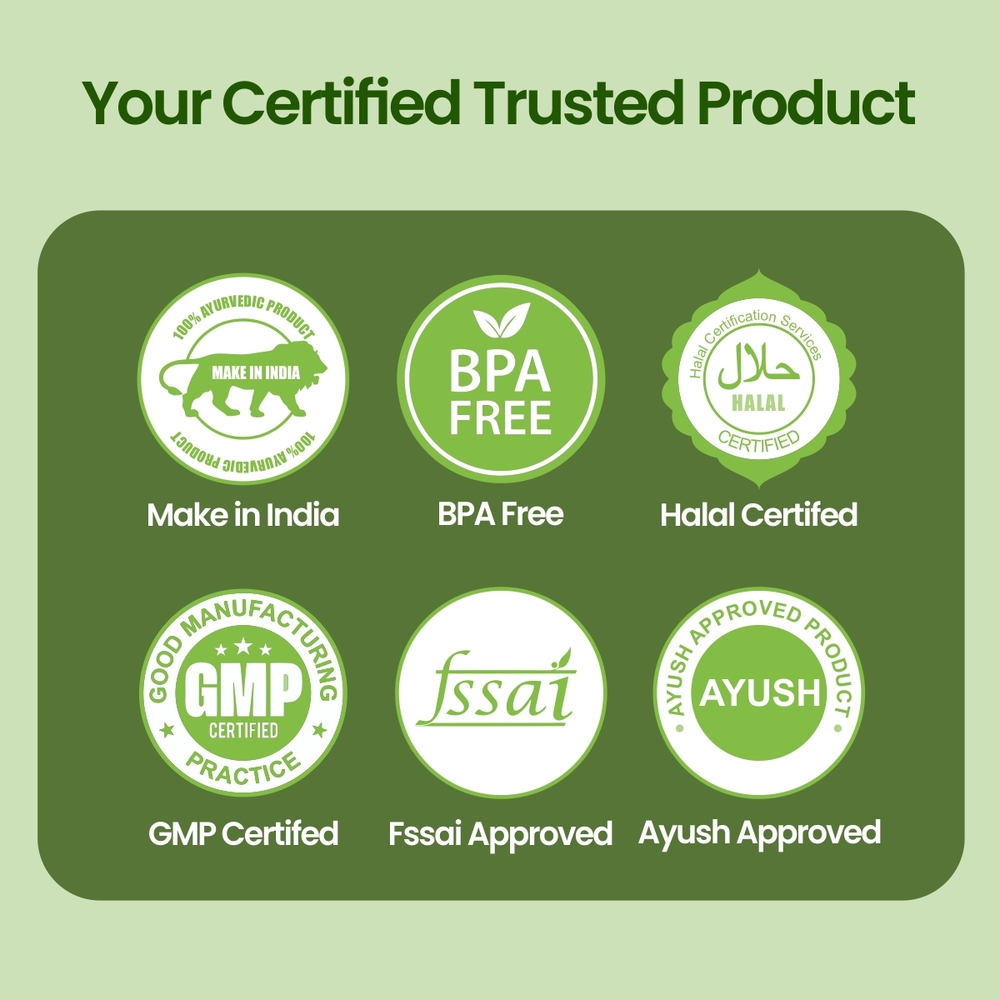 Your Certified Trusted Product
100% AYURVEDIC PRODUCT
MAKE IN INDIA
100% AYURVEDIC PRODUCT
Make in India
BPA
FREE
BPA Free
Halal Certification Services
حلال
HALAL
CERTIFIED
Halal Certifed
GOOD MANUFACTURING
GMP
CERTIFIED
PRACTICE
GMP Certifed
fssai
Fssai Approved
AYUSH APPROVED PRODUCT
AYUSH
Ayush Approved